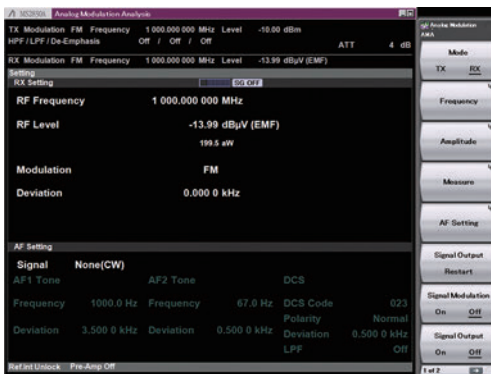 MS2830A Analog Modulation Analysis
TX Modulation FM Frequency 1 000.000 000 MHz Level -10.00 dBm
HPF / LPF / De-Emphasis Off / Off / Off
ATT 4 dB
RX Modulation FM Frequency 1 000.000 000 MHz Level -13.99 dBµV (EMF)
Setting
RX Setting SG OFF
RF Frequency 1 000.000 000 MHz
RF Level -13.99 dBµV (EMF)
199.5 aW
Modulation FM
Deviation 0.000 0 kHz
AF Setting
Signal None(CW)
AF1 Tone AF2 Tone DCS
Frequency 1000.0 Hz Frequency 67.0 Hz DCS Code 023
Polarity Normal
Deviation 3.500 0 kHz Deviation 0.500 0 kHz Deviation 0.500 0 kHz
LPF Off
Ref.Int Unlock Pre-Amp Off
Analog Modulation
AMA
Mode
TX RX
Frequency
Amplitude
Measure
AF Setting
Signal Output
Restart
Signal Modulation
On Off
Signal Output
On Off
1 of 2